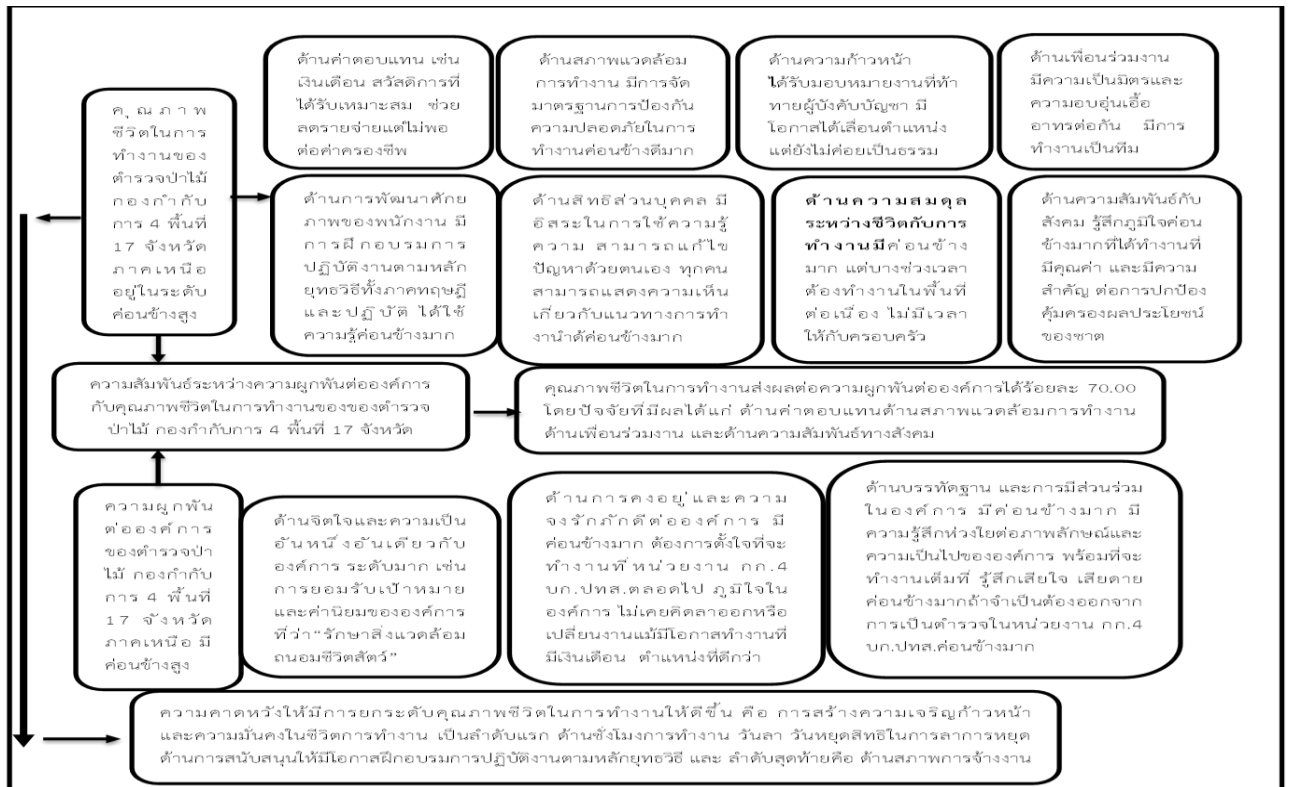 ด้านค่าตอบแทน เช่น
เงินเดือน สวัสดิการที่
ได้รับเหมาะสม ช่วย
ลดรายจ่ายแต่ไม่พอ
ต่อค่าครองชีพ
ด้านสภาพแวดล้อม
การทำงาน มีการจัด
มาตรฐานการป้องกัน
ความปลอดภัยในการ
ทำงานค่อนข้างดีมาก
ด้านความก้าวหน้า
ได้รับมอบหมายงานที่ท้า
ทายผู้บังคับบัญชา มี
โอกาสได้เลื่อนตำแหน่ง
แต่ยังไม่ค่อยเป็นธรรม
ด้านเพื่อนร่วมงาน
มีความเป็นมิตรและ
ความอบอุ่นเอื้อ
อาทรต่อกัน มีการ
ทำงานเป็นทีม
คุณภาพ
ชีวิตในการ
ทำงานของ
ตำรวจป่าไม้
กองกำกับ
การ 4 พื้นที่
17 จังหวัด
ภาคเหนือ
อยู่ในระดับ
ค่อนข้างสูง
ด้านการพัฒนาศักย
ภาพของพนักงาน มี
การฝึกอบรมการ
ปฏิบัติงานตามหลัก
ยุทธวิธีทั้งภาคทฤษฎี
และปฏิบัติ ได้ใช้
ความรู้ค่อนข้างมาก
ด้านสิทธิส่วนบุคคล มี
อิสระในการใช้ความรู้
ความ สามารถแก้ไข
ปัญหาด้วยตนเอง ทุกคน
สามารถแสดงความเห็น
เกี่ยวกับแนวทางการทำ
งานได้ค่อนข้างมาก
ด้านความสมดุล
ระหว่างชีวิตกับการ
ทำงานมีค่อนข้าง
มาก แต่บางช่วงเวลา
ต้องทำงานในพื้นที่
ต่อเนื่อง ไม่มีเวลา
ให้กับครอบครัว
ด้านความสัมพันธ์กับ
สังคม รู้สึกภูมิใจค่อน
ข้างมากที่ได้ทำงานที่
มีคุณค่า และมีความ
สำคัญ ต่อการปกป้อง
คุ้มครองผลประโยชน์
ของชาต
ความสัมพันธ์ระหว่างความผูกพันต่อองค์การ
กับคุณภาพชีวิตในการทำงานของของตำรวจ
ป่าไม้ กองกำกับการ 4 พื้นที่ 17 จังหวัด
คุณภาพชีวิตในการทำงานส่งผลต่อความผูกพันต่อองค์การได้ร้อยละ 70.00
โดยปัจจัยที่มีผลได้แก่ ด้านค่าตอบแทนด้านสภาพแวดล้อมการทำงาน
ด้านเพื่อนร่วมงาน และด้านความสัมพันธ์ทางสังคม
ความผูกพัน
ต่อองค์การ
ของตำรวจป่า
ไม้ กองกำกับ
การ 4 พื้นที่
17 จังหวัด
ภาคเหนือ มี
ค่อนข้างสูง
ด้านจิตใจและความเป็น
อันหนึ่งอันเดียวกับ
องค์การ ระดับมาก เช่น
การยอมรับเป้าหมาย
และค่านิยมขององค์การ
ที่ว่า“รักษาสิ่งแวดล้อม
ถนอมชีวิตสัตว์”
ด้านการคงอยู่และความ
จงรักภักดีต่อองค์การ มี
ค่อนข้างมาก ต้องการตั้งใจที่จะ
ทำงานที่หน่วยงาน กก.4
บก.ปทส.ตลอดไป ภูมิใจใน
องค์การ ไม่เคยคิดลาออกหรือ
เปลี่ยนงานแม้มีโอกาสทำงานที่
มีเงินเดือน ตำแหน่งที่ดีกว่า
ด้านบรรทัดฐาน และการมีส่วนร่วม
ในองค์การ มีค่อนข้างมาก มี
ความรู้สึกห่วงใยต่อภาพลักษณ์และ
ความเป็นไปขององค์การ พร้อมที่จะ
ทำงานเต็มที่ รู้สึกเสียใจ เสียดาย
ค่อนข้างมากถ้าจำเป็นต้องออกจาก
การเป็นตำรวจในหน่วยงาน กก.4
บก.ปทส.ค่อนข้างมาก
ความคาดหวังให้มีการยกระดับคุณภาพชีวิตในการทำงานให้ดีขึ้น คือ การสร้างความเจริญก้าวหน้า
และความมั่นคงในชีวิตการทำงาน เป็นลำดับแรก ด้านชั่งโมงการทำงาน วันลา วันหยุดสิทธิในการลาการหยุด
ด้านการสนับสนุนให้มีโอกาสฝึกอบรมการปฏิบัติงานตามหลักยุทธวิธี และ ลำดับสุดท้ายคือ ด้านสภาพการจ้างงาน